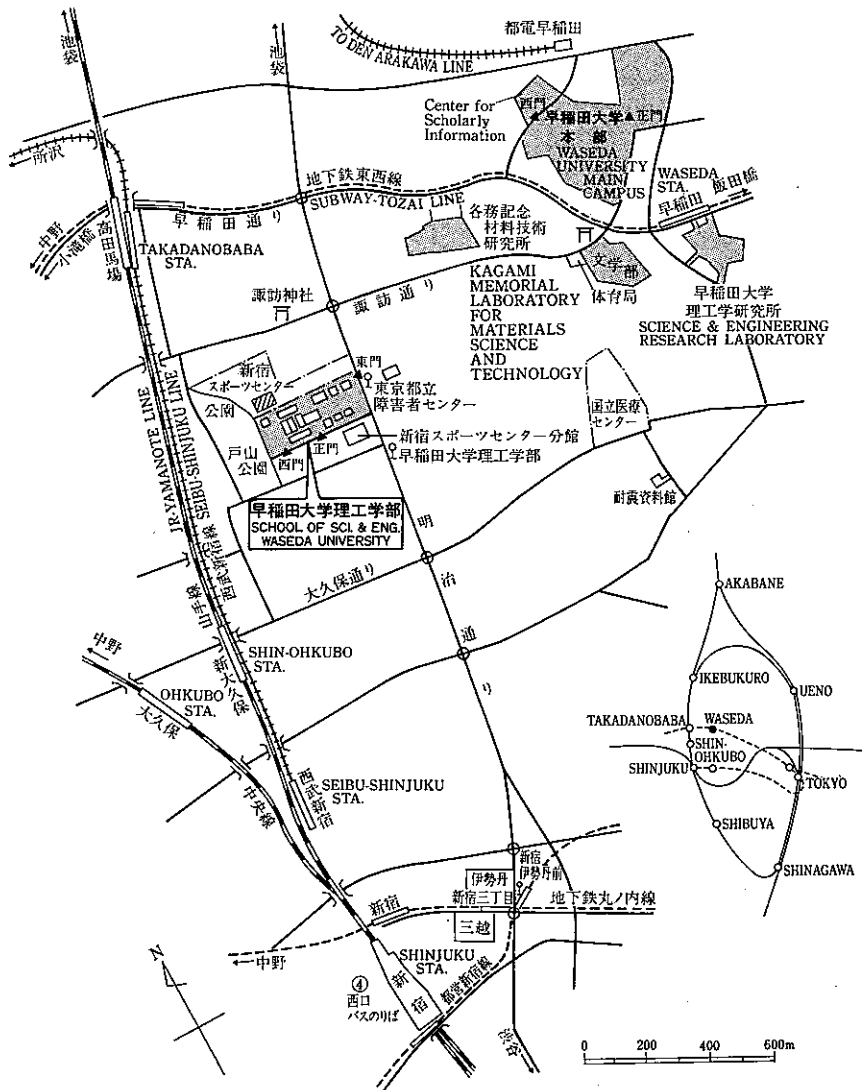 池袋
池袋
都電早稲田
TO DEN ARAKAWA LINE
Center for
Scholarly
Information
西門
早稲田大学
本部
正門
WASEDA
UNIVERSITY
MAIN
CAMPUS
WASEDA
STA.
飯田橋
早稲田
所沢
地下鉄東西線
SUBWAY-TOZAI LINE
早稲田通り
中野
小滝橋
高田馬場
TAKADANOBABA
STA.
各務記念
材料技術
研究所
文学部
体育局
KAGAMI
MEMORIAL
LABORATORY
FOR
MATERIALS
SCIENCE
AND
TECHNOLOGY
早稲田大学
理工学研究所
SCIENCE & ENGINEERING
RESEARCH LABORATORY
諏訪神社
諏訪通り
新宿
スポーツセンター
公園
東門
東京都立
障害者センター
国立医療
センター
戸山
公園
西門
正門
新宿スポーツセンター分館
早稲田大学理工学部
耐震資料館
早稲田大学理工学部
SCHOOL OF SCI. & ENG.
WASEDA UNIVERSITY
JR-YAMANOTE LINE
SEIBU-SHINJUKU LINE
山手線
西武新宿線
大久保通り
明治通り
中野
SHIN-OHKUBO
STA.
新大久保
OHKUBO
STA.
大久保
中央線
SEIBU-SHINJUKU
STA.
西武新宿
新宿
伊勢丹前
伊勢丹
新宿三丁目
地下鉄丸ノ内線
三越
新宿
中野
SHINJUKU
STA.
新宿
都営新宿線
④
西口
バスのりば
渋谷
N
AKABANE
IKEBUKURO
UENO
TAKADANOBABA
WASEDA
SHIN-
OHKUBO
SHINJUKU
TOKYO
SHIBUYA
SHINAGAWA
0 200 400 600m